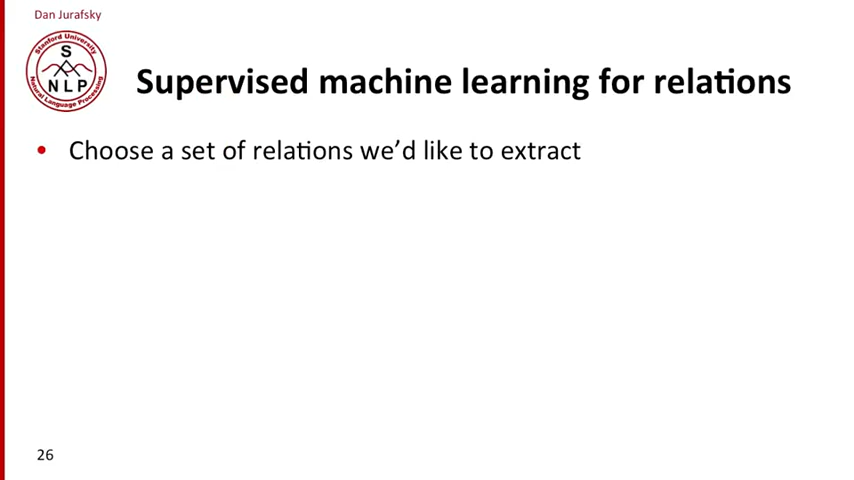 Dan Jurafsky
Stanford University
S
NLP
Natural Language Processing
Supervised machine learning for relations
• Choose a set of relations we’d like to extract
26